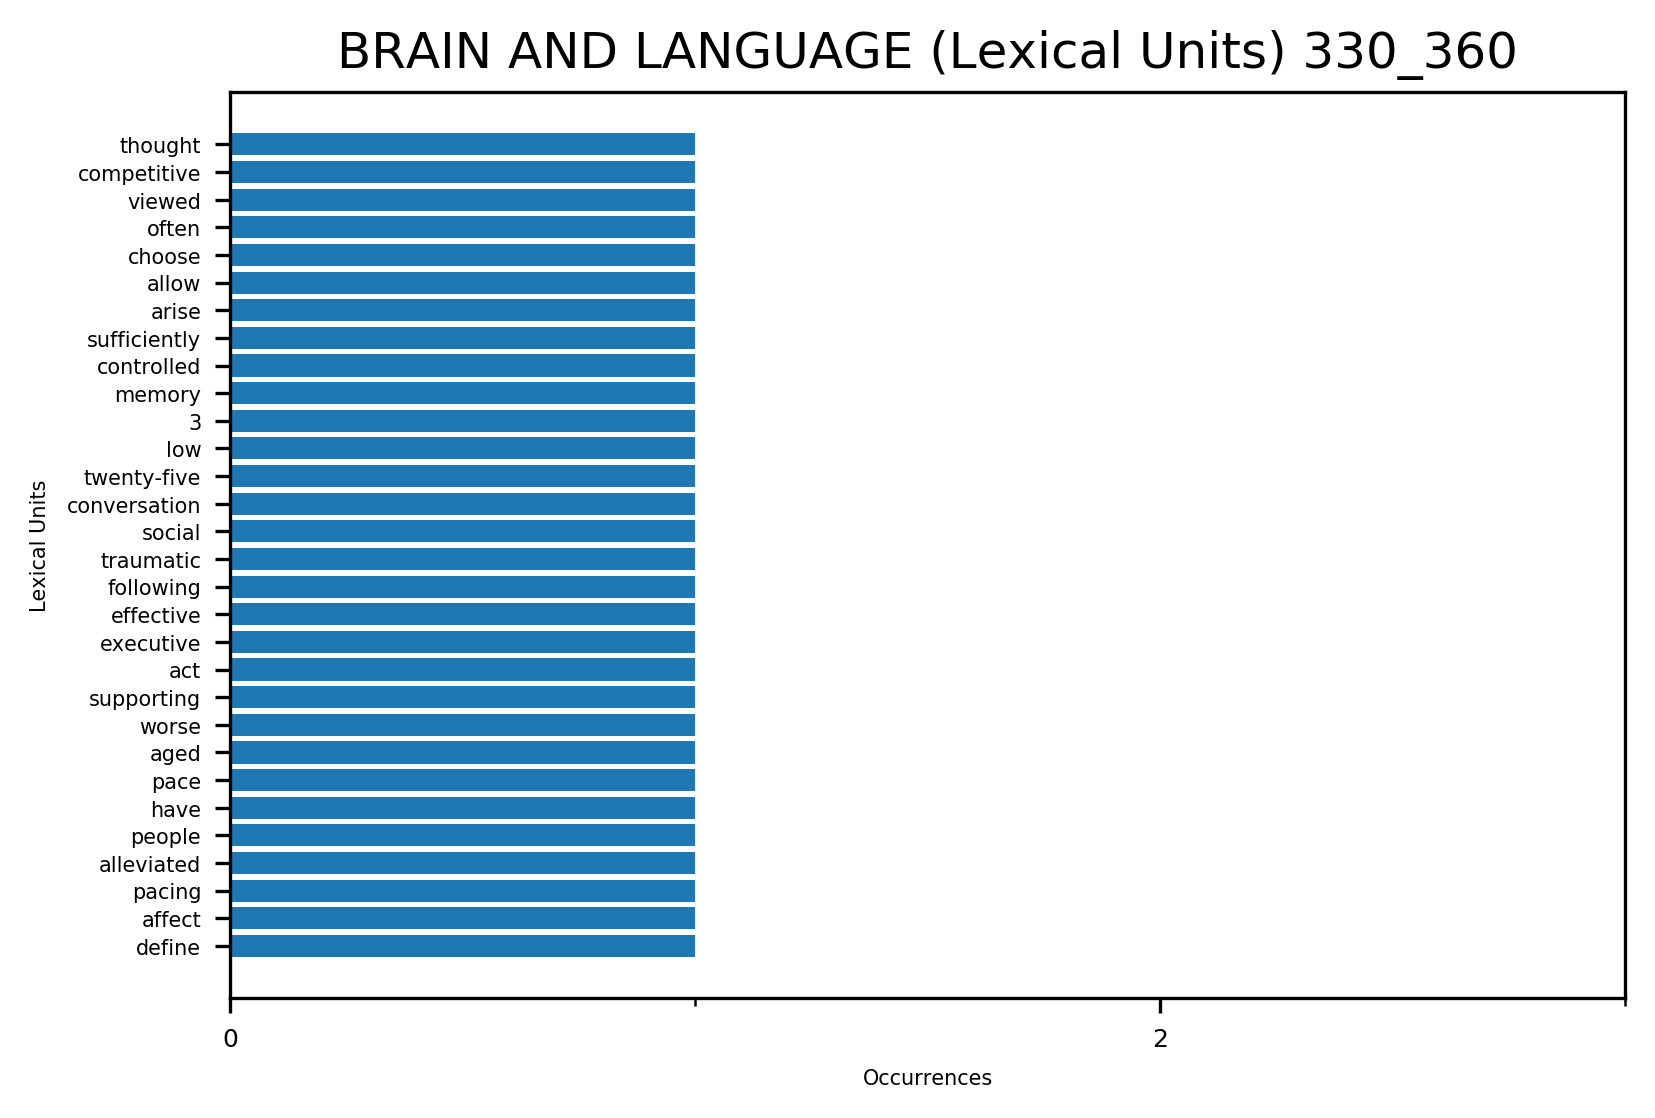 BRAIN AND LANGUAGE (Lexical Units) 330_360
thought
competitive
viewed
often
choose
allow
arise
sufficiently
controlled
memory
3
low
twenty-five
conversation
social
traumatic
following
effective
executive
act
supporting
worse
aged
pace
have
people
alleviated
pacing
affect
define
Lexical Units
0
2
Occurrences